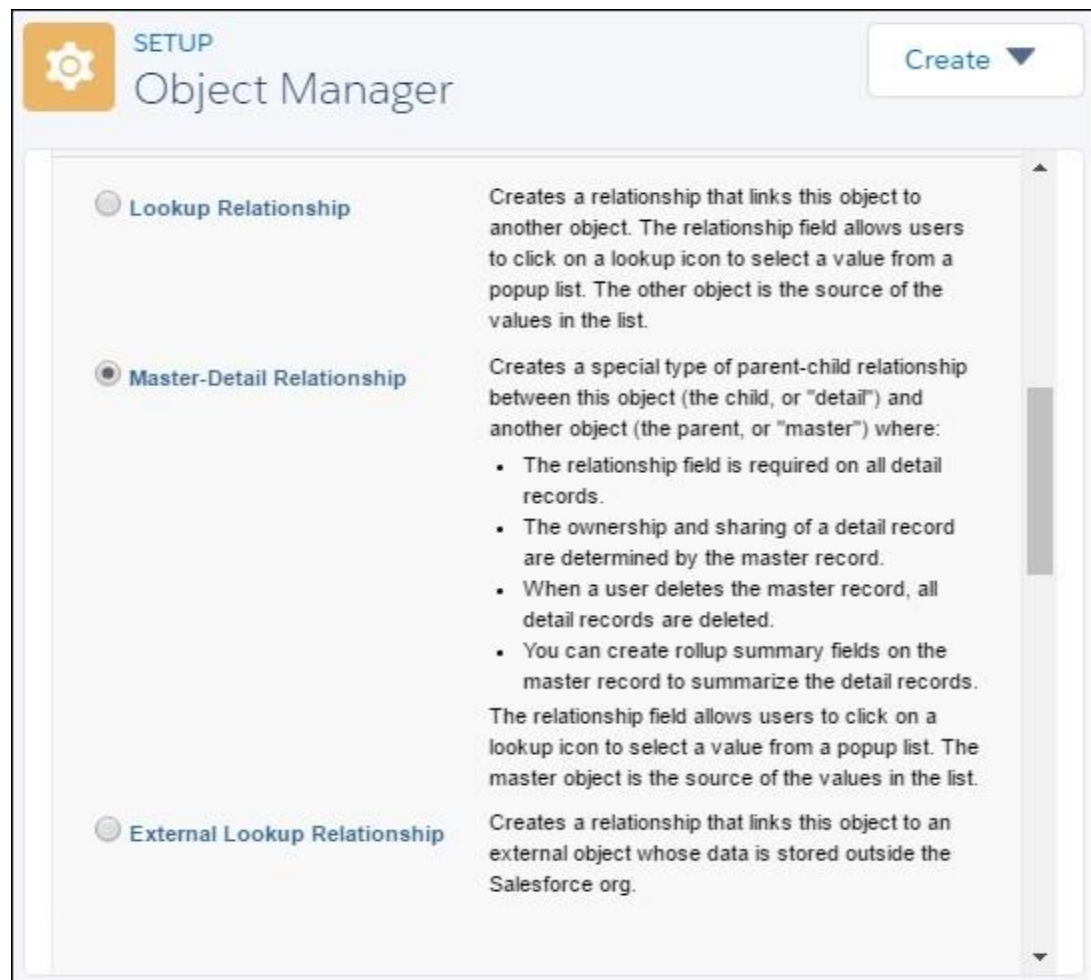 SETUP
Object Manager
Create
Lookup Relationship
Creates a relationship that links this object to
another object. The relationship field allows users
to click on a lookup icon to select a value from a
popup list. The other object is the source of the
values in the list.
Master-Detail Relationship
Creates a special type of parent-child relationship
between this object (the child, or "detail") and
another object (the parent, or "master") where:
• The relationship field is required on all detail
records.
• The ownership and sharing of a detail record
are determined by the master record.
• When a user deletes the master record, all
detail records are deleted.
• You can create rollup summary fields on the
master record to summarize the detail records.
The relationship field allows users to click on a
lookup icon to select a value from a popup list. The
master object is the source of the values in the list.
External Lookup Relationship
Creates a relationship that links this object to an
external object whose data is stored outside the
Salesforce org.